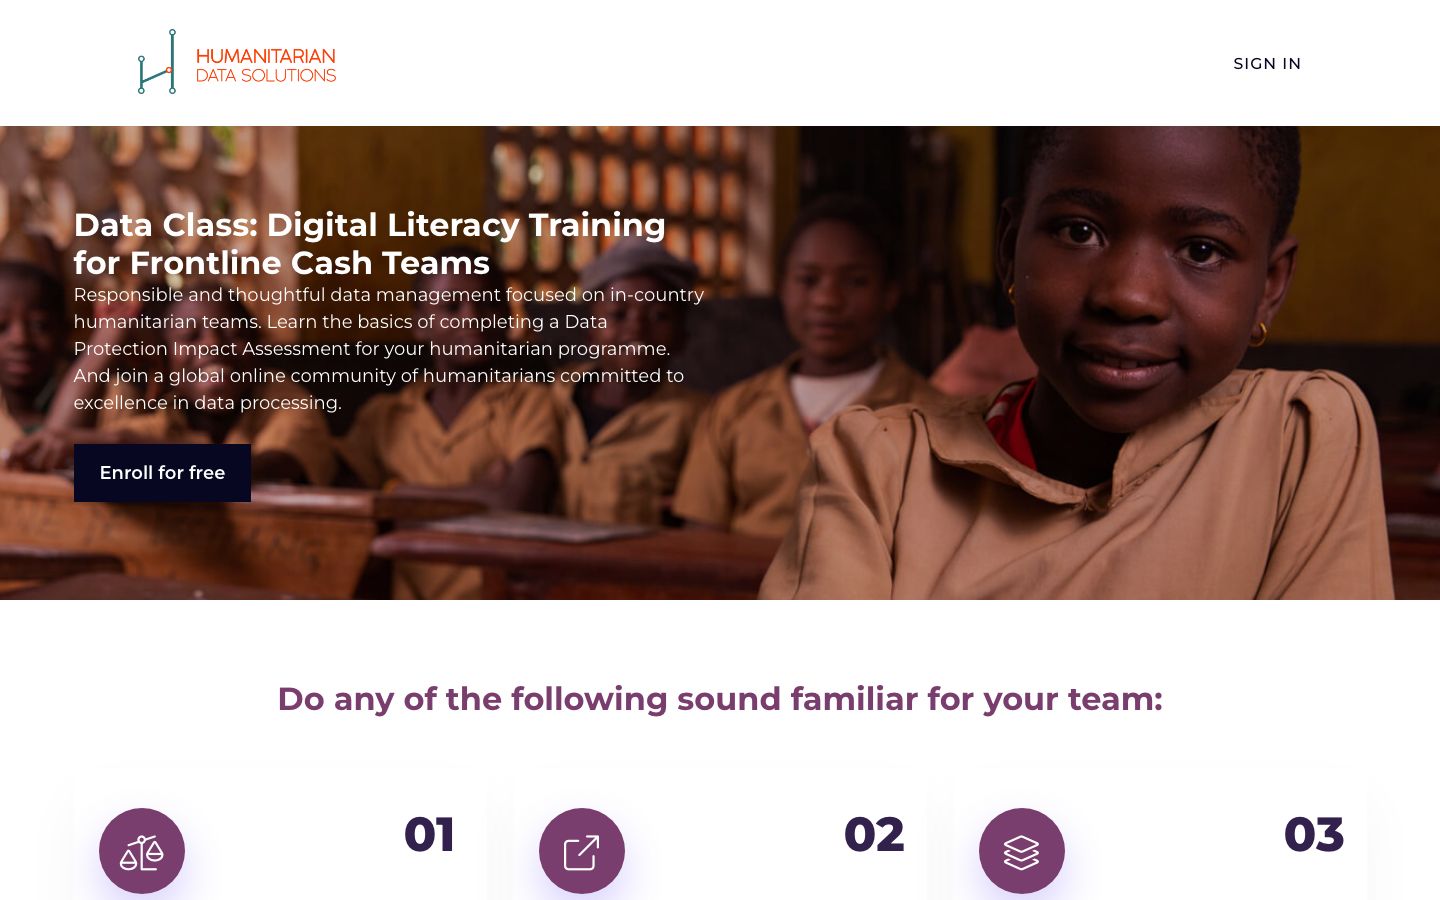 HUMANITARIAN
DATA SOLUTIONS
SIGN IN
Data Class: Digital Literacy Training
for Frontline Cash Teams
Responsible and thoughtful data management focused on in-country
humanitarian teams. Learn the basics of completing a Data
Protection Impact Assessment for your humanitarian programme.
And join a global online community of humanitarians committed to
excellence in data processing.
Enroll for free
Do any of the following sound familiar for your team:
01
02
03